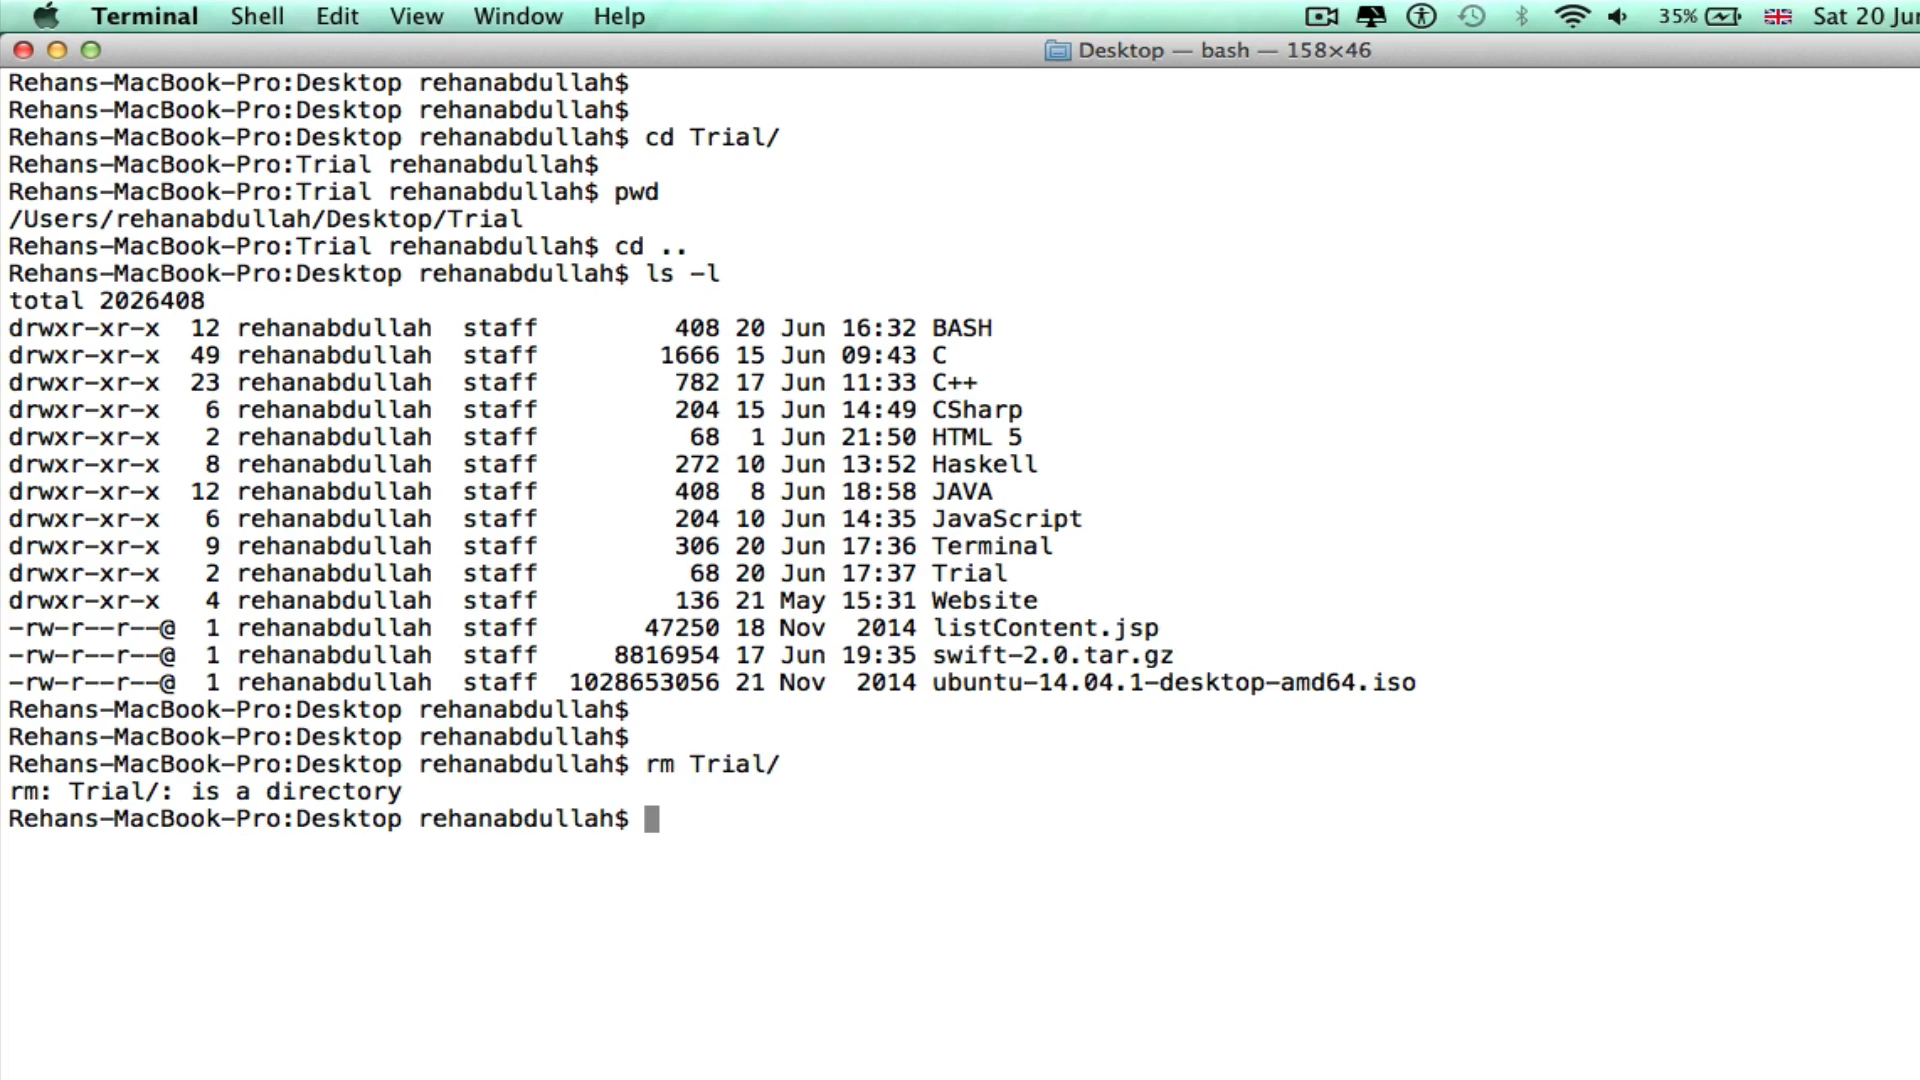 Terminal Shell Edit View Window Help 35% Sat 20 Jun
Desktop — bash — 158×46
Rehans-MacBook-Pro:Desktop rehanabdullah$
Rehans-MacBook-Pro:Desktop rehanabdullah$
Rehans-MacBook-Pro:Desktop rehanabdullah$ cd Trial/
Rehans-MacBook-Pro:Trial rehanabdullah$
Rehans-MacBook-Pro:Trial rehanabdullah$ pwd
/Users/rehanabdullah/Desktop/Trial
Rehans-MacBook-Pro:Trial rehanabdullah$ cd ..
Rehans-MacBook-Pro:Desktop rehanabdullah$ ls -l
total 2026408
drwxr-xr-x  12 rehanabdullah  staff         408 20 Jun 16:32 BASH
drwxr-xr-x  49 rehanabdullah  staff        1666 15 Jun 09:43 C
drwxr-xr-x  23 rehanabdullah  staff         782 17 Jun 11:33 C++
drwxr-xr-x   6 rehanabdullah  staff         204 15 Jun 14:49 CSharp
drwxr-xr-x   2 rehanabdullah  staff          68  1 Jun 21:50 HTML 5
drwxr-xr-x   8 rehanabdullah  staff         272 10 Jun 13:52 Haskell
drwxr-xr-x  12 rehanabdullah  staff         408  8 Jun 18:58 JAVA
drwxr-xr-x   6 rehanabdullah  staff         204 10 Jun 14:35 JavaScript
drwxr-xr-x   9 rehanabdullah  staff         306 20 Jun 17:36 Terminal
drwxr-xr-x   2 rehanabdullah  staff          68 20 Jun 17:37 Trial
drwxr-xr-x   4 rehanabdullah  staff         136 21 May 15:31 Website
-rw-r--r--@  1 rehanabdullah  staff       47250 18 Nov  2014 listContent.jsp
-rw-r--r--@  1 rehanabdullah  staff     8816954 17 Jun 19:35 swift-2.0.tar.gz
-rw-r--r--@  1 rehanabdullah  staff  1028653056 21 Nov  2014 ubuntu-14.04.1-desktop-amd64.iso
Rehans-MacBook-Pro:Desktop rehanabdullah$
Rehans-MacBook-Pro:Desktop rehanabdullah$
Rehans-MacBook-Pro:Desktop rehanabdullah$ rm Trial/
rm: Trial/: is a directory
Rehans-MacBook-Pro:Desktop rehanabdullah$